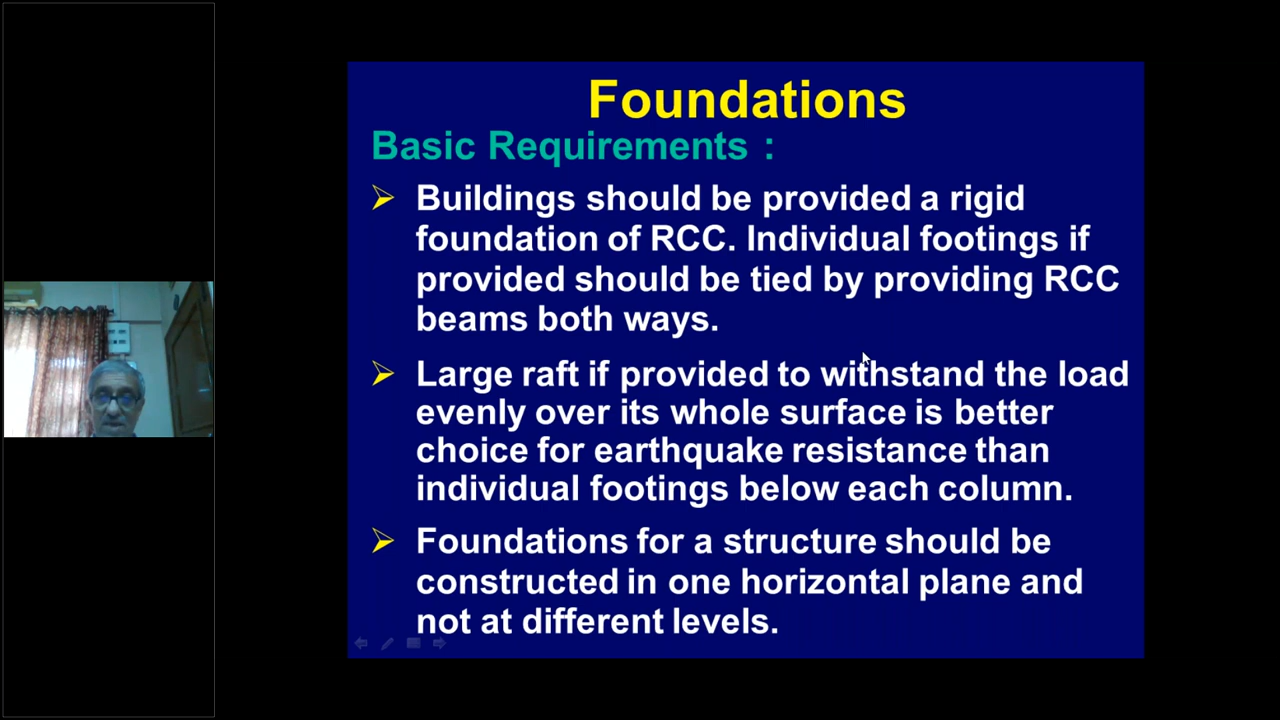 Foundations
Basic Requirements :
Buildings should be provided a rigid
foundation of RCC. Individual footings if
provided should be tied by providing RCC
beams both ways.
Large raft if provided to withstand the load
evenly over its whole surface is better
choice for earthquake resistance than
individual footings below each column.
Foundations for a structure should be
constructed in one horizontal plane and
not at different levels.